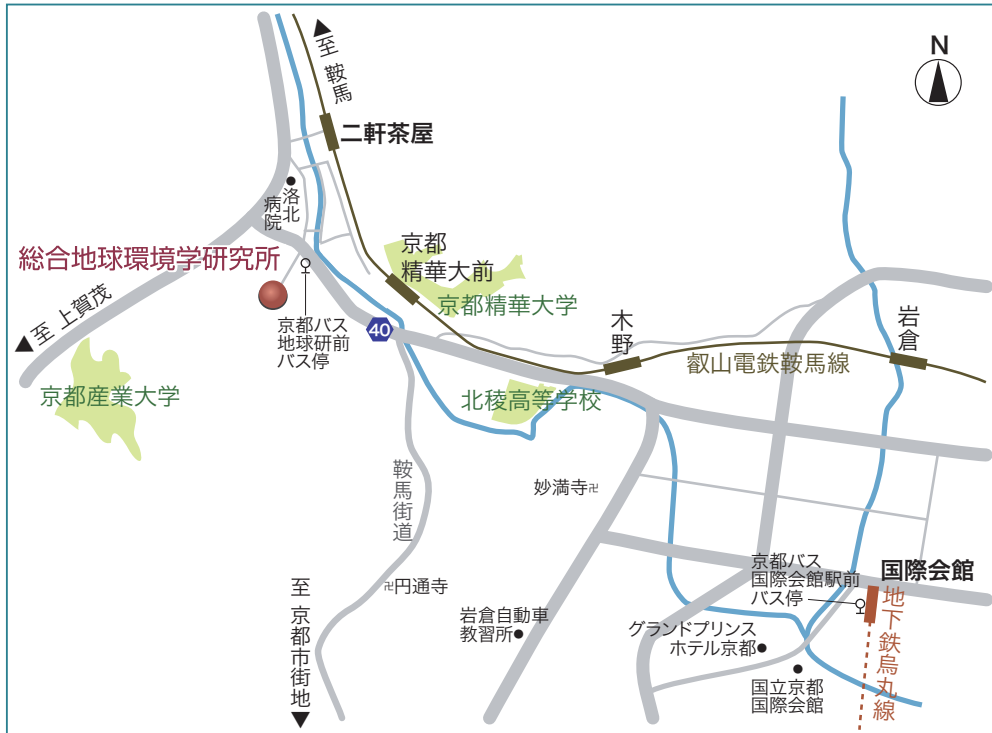 N
▲至 鞍馬
二軒茶屋
洛北
病院
総合地球環境学研究所
京都
精華大前
京都精華大学
▲至 上賀茂
京都バス
地球研前
バス停
40
木野
岩倉
叡山電鉄鞍馬線
京都産業大学
北稜高等学校
鞍馬街道
妙満寺卍
卍円通寺
京都バス
国際会館駅前
バス停
国際会館
地下鉄烏丸線
至 京都市街地▼
岩倉自動車
教習所
グランドプリンス
ホテル京都
国立京都
国際会館